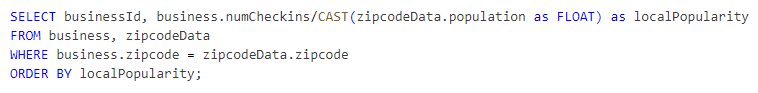 SELECT businessId, business.numCheckins/CAST(zipcodeData.population as FLOAT) as localPopularity
FROM business, zipcodeData
WHERE business.zipcode = zipcodeData.zipcode
ORDER BY localPopularity;